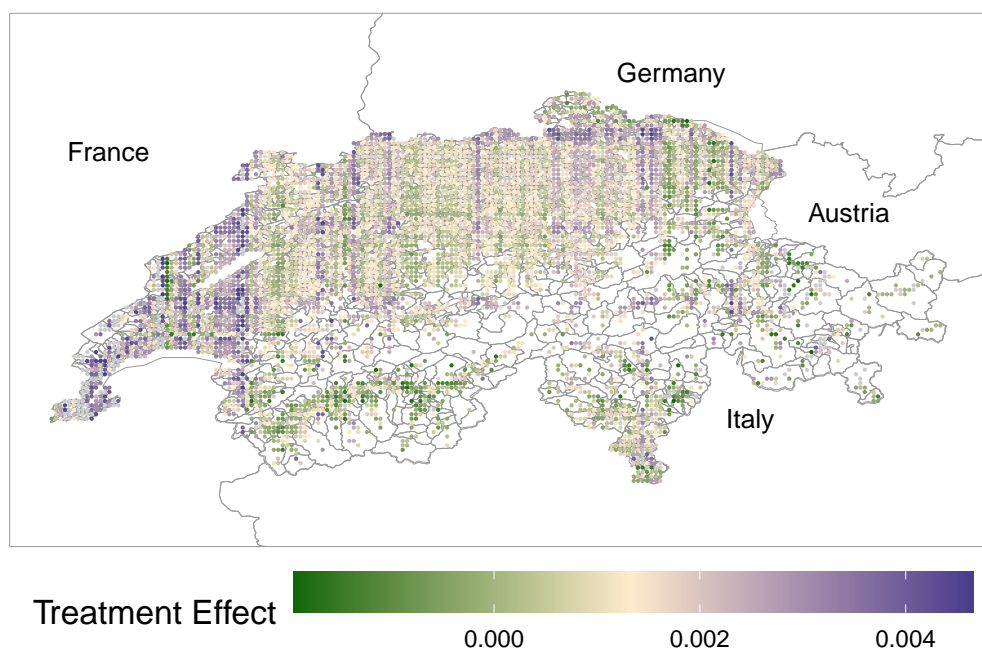 Germany
France
Austria
Italy
Treatment Effect
0.000
0.002
0.004